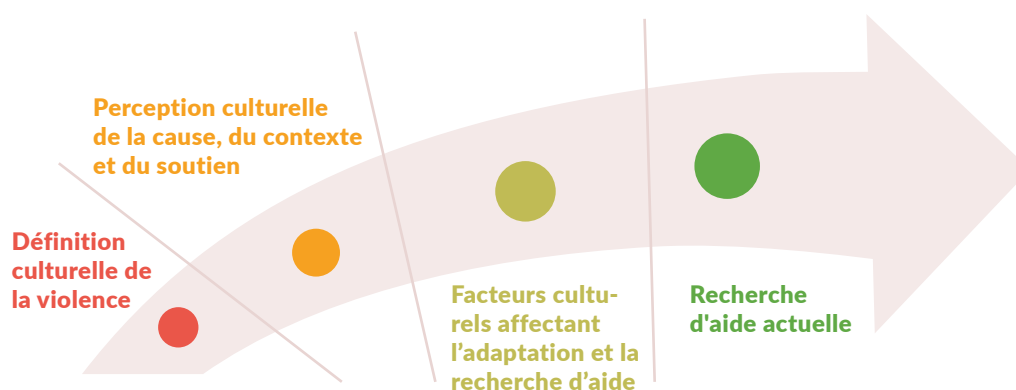 Définition
culturelle de
la violence
Perception culturelle
de la cause, du contexte
et du soutien
Facteurs cultu-
rels affectant
l’adaptation et la
recherche d’aide
Recherche
d'aide actuelle